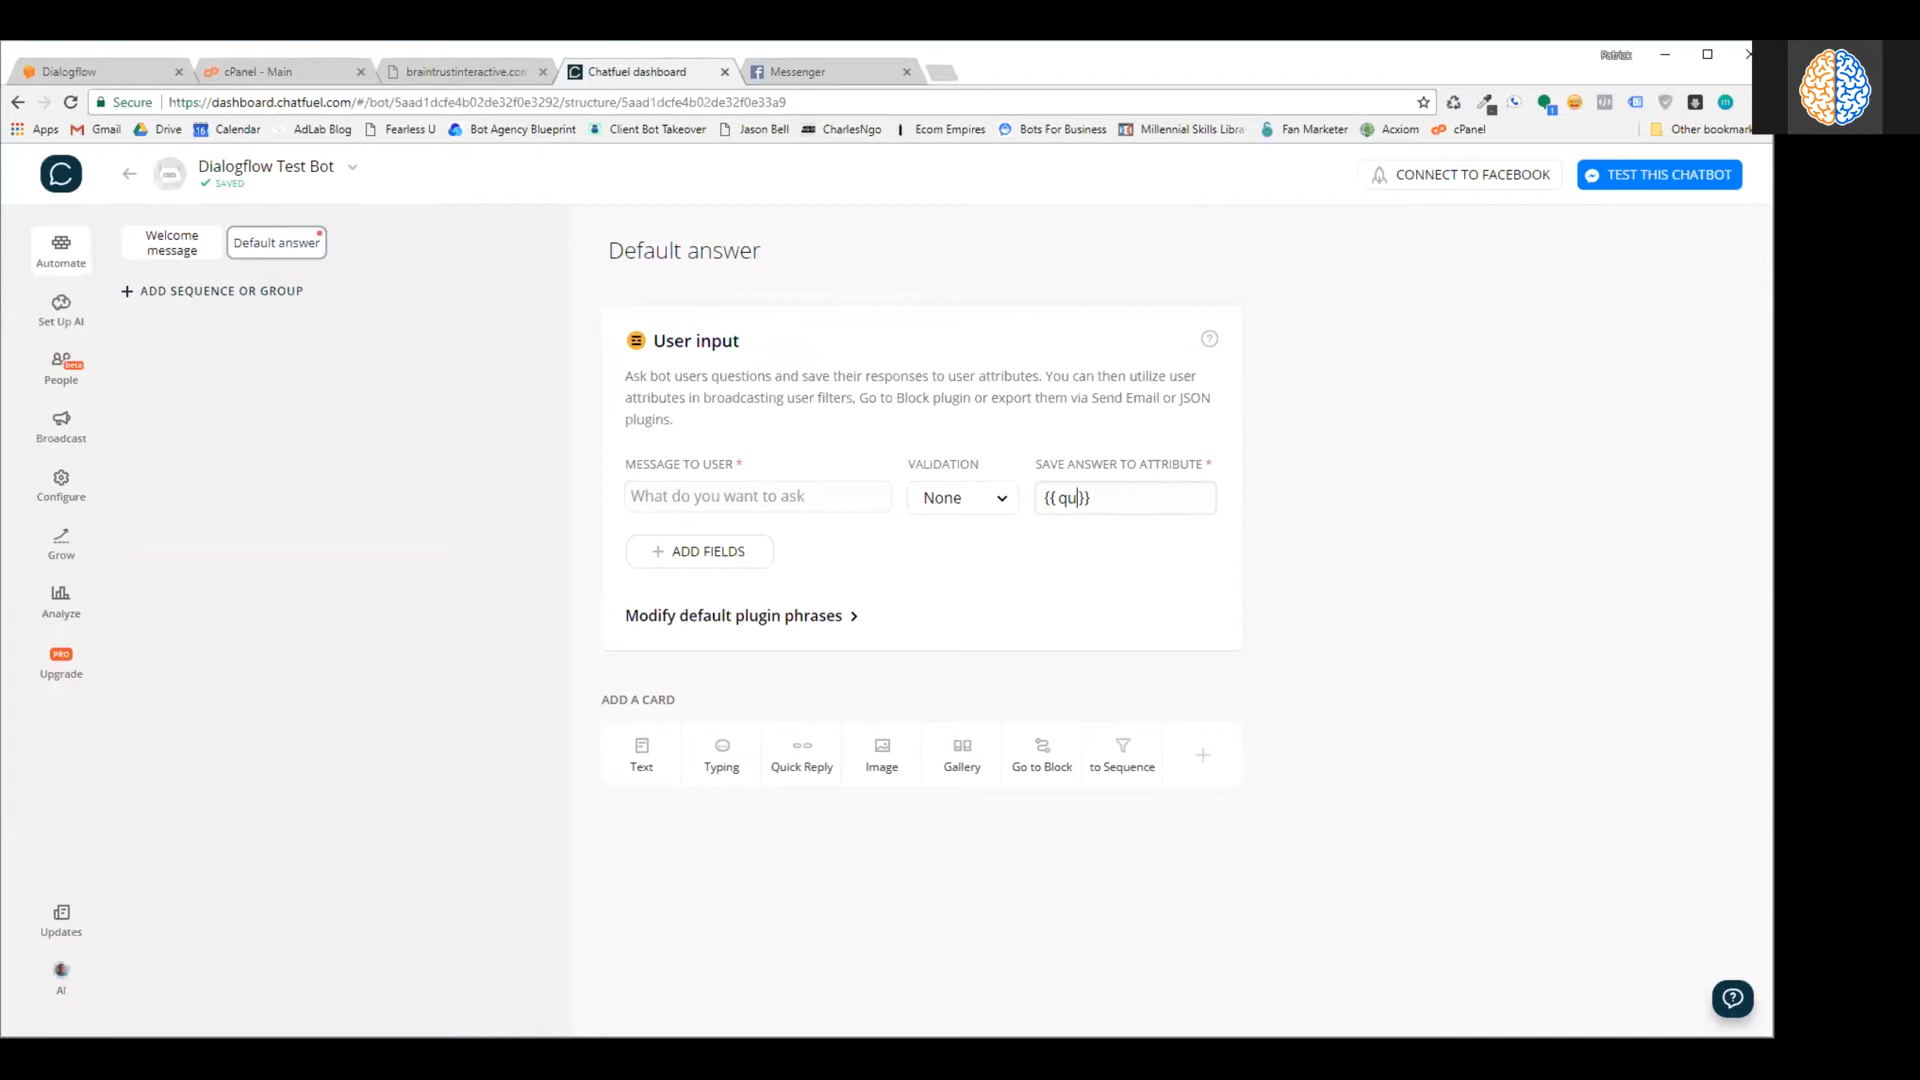 Patrick
Dialogflow
cPanel - Main
braintrustinteractive.con
Chatfuel dashboard
Messenger
Secure
https://dashboard.chatfuel.com/#/bot/5aad1dcfe4b02de32f0e3292/structure/5aad1dcfe4b02de32f0e33a9
Apps
Gmail
Drive
16
Calendar
AdLab Blog
Fearless U
Bot Agency Blueprint
Client Bot Takeover
Jason Bell
CharlesNgo
Ecom Empires
Bots For Business
Millennial Skills Libra
Fan Marketer
Acxiom
cPanel
Other bookmark
Dialogflow Test Bot
SAVED
CONNECT TO FACEBOOK
TEST THIS CHATBOT
Automate
Set Up AI
beta
People
Broadcast
Configure
Grow
Analyze
PRO
Upgrade
Updates
AI
Welcome
message
Default answer
+ ADD SEQUENCE OR GROUP
Default answer
User input
?
Ask bot users questions and save their responses to user attributes. You can then utilize user
attributes in broadcasting user filters, Go to Block plugin or export them via Send Email or JSON
plugins.
MESSAGE TO USER *
VALIDATION
SAVE ANSWER TO ATTRIBUTE *
What do you want to ask
None
{{ qu}}
+ ADD FIELDS
Modify default plugin phrases
ADD A CARD
Text
Typing
Quick Reply
Image
Gallery
Go to Block
to Sequence
+